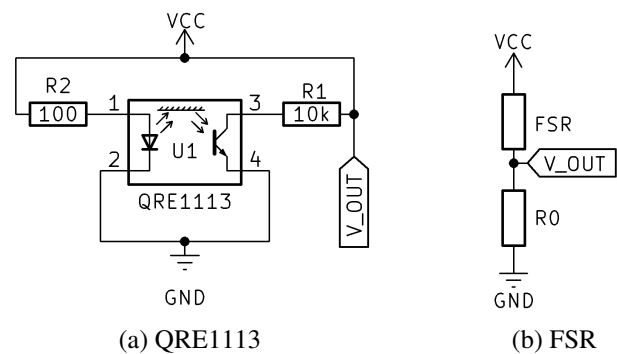 VCC
R2
100
1
2
U1
3
4
R1
10k
QRE1113
V_OUT
GND
(a) QRE1113
VCC
FSR
V_OUT
R0
GND
(b) FSR